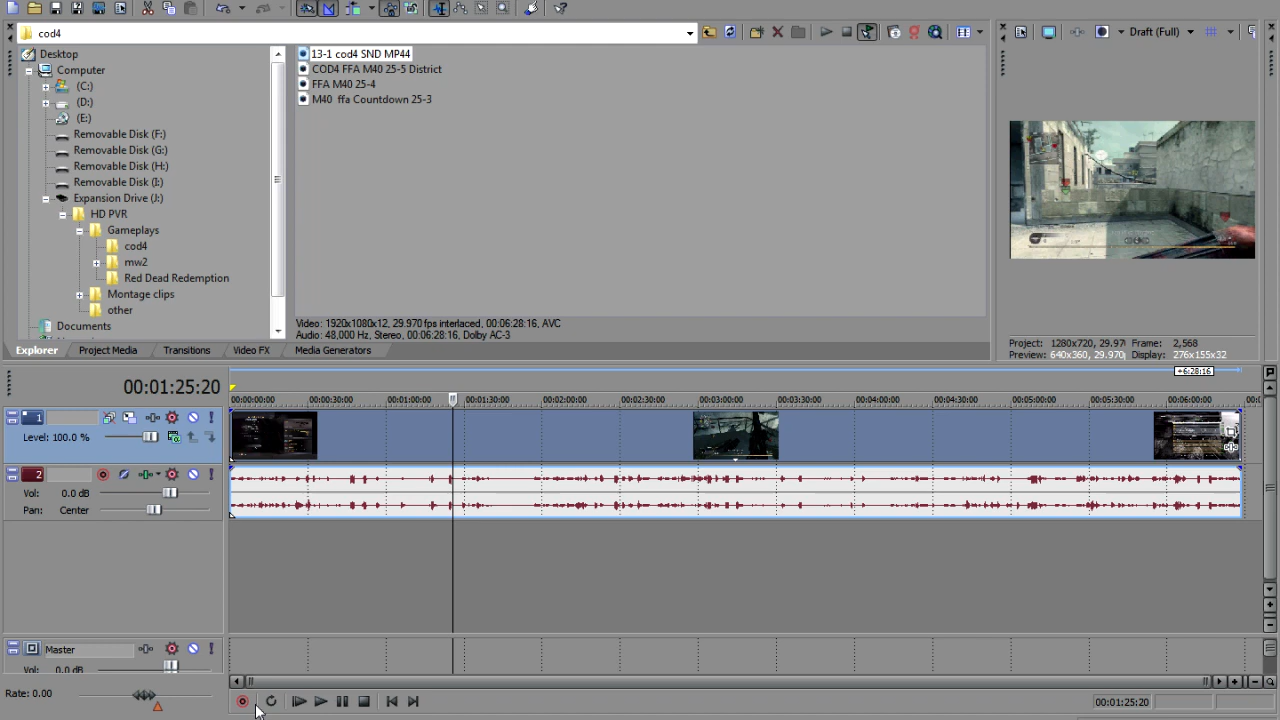 cod4
Draft (Full)
Desktop
Computer
(C:)
(D:)
(E:)
Removable Disk (F:)
Removable Disk (G:)
Removable Disk (H:)
Removable Disk (I:)
Expansion Drive (J:)
HD PVR
Gameplays
cod4
mw2
Red Dead Redemption
Montage clips
other
Documents
13-1 cod4 SND MP44
COD4 FFA M40 25-5 District
FFA M40 25-4
M40 ffa Countdown 25-3
Video: 1920x1080x12, 29.970 fps interlaced, 00:06:28:16, AVC
Audio: 48,000 Hz, Stereo, 00:06:28:16, Dolby AC-3
Explorer
Project Media
Transitions
Video FX
Media Generators
Project: 1280x720, 29.970 Frame: 2,568
Preview: 640x360, 29.970p Display: 276x155x32
+6:28:16
00:01:25:20
00:00:00:00
00:00:30:00
00:01:00:00
00:01:30:00
00:02:00:00
00:02:30:00
00:03:00:00
00:03:30:00
00:04:00:00
00:04:30:00
00:05:00:00
00:05:30:00
00:06:00:00
1
Level: 100.0 %
2
Vol: 0.0 dB
Pan: Center
Master
Vol: 0.0 dB
Rate: 0.00
00:01:25:20